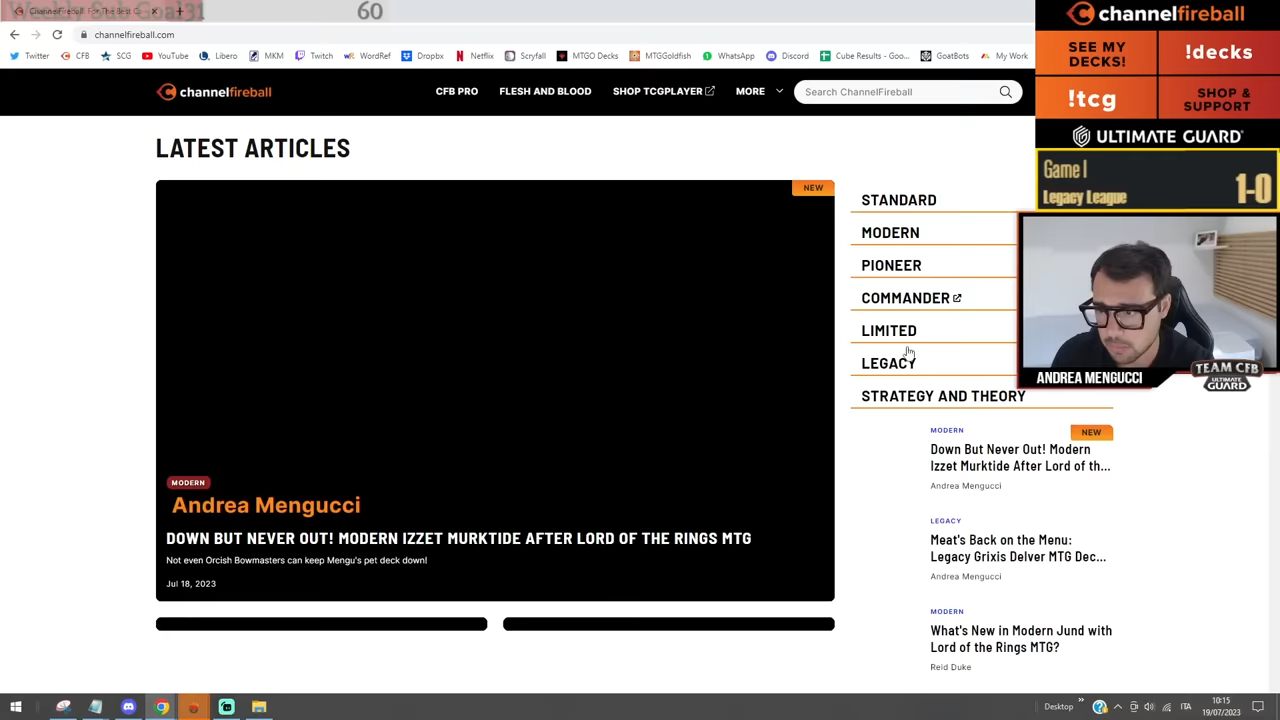 60
ChannelFireball: For The Best C
channelfireball.com
channelfireball
Twitter
CFB
SCG
YouTube
Libero
MKM
Twitch
WordRef
Dropbx
Netflix
Scryfall
MTGO Decks
MTGGoldfish
WhatsApp
Discord
Cube Results - Goo...
GoatBots
My Work
SEE MY
DECKS!
!decks
!tcg
SHOP &
SUPPORT
channelfireball
CFB PRO
FLESH AND BLOOD
SHOP TCGPLAYER
MORE
Search ChannelFireball
ULTIMATE GUARD
Game 1
Legacy League
1-0
LATEST ARTICLES
NEW
STANDARD
MODERN
PIONEER
COMMANDER
LIMITED
LEGACY
STRATEGY AND THEORY
ANDREA MENGUCCI
TEAM CFB
ULTIMATE
GUARD
MODERN
Andrea Mengucci
DOWN BUT NEVER OUT! MODERN IZZET MURKTIDE AFTER LORD OF THE RINGS MTG
Not even Orcish Bowmasters can keep Mengu's pet deck down!
Jul 18, 2023
MODERN
NEW
Down But Never Out! Modern
Izzet Murktide After Lord of th...
Andrea Mengucci
LEGACY
Meat's Back on the Menu:
Legacy Grixis Delver MTG Dec...
Andrea Mengucci
MODERN
What's New in Modern Jund with
Lord of the Rings MTG?
Reid Duke
Desktop
ITA
10:15
19/07/2023